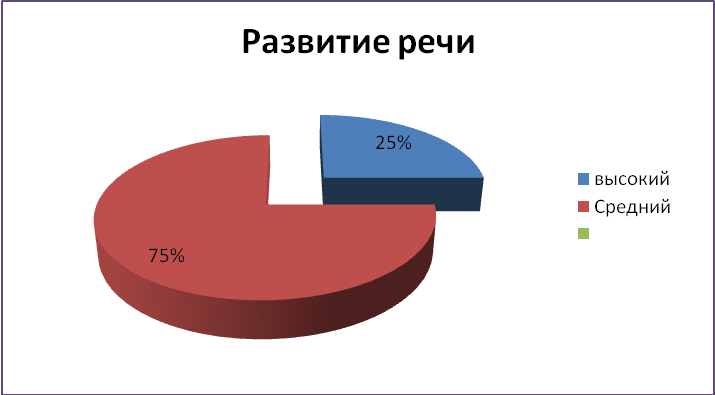 Развитие речи
25%
75%
высокий
Средний